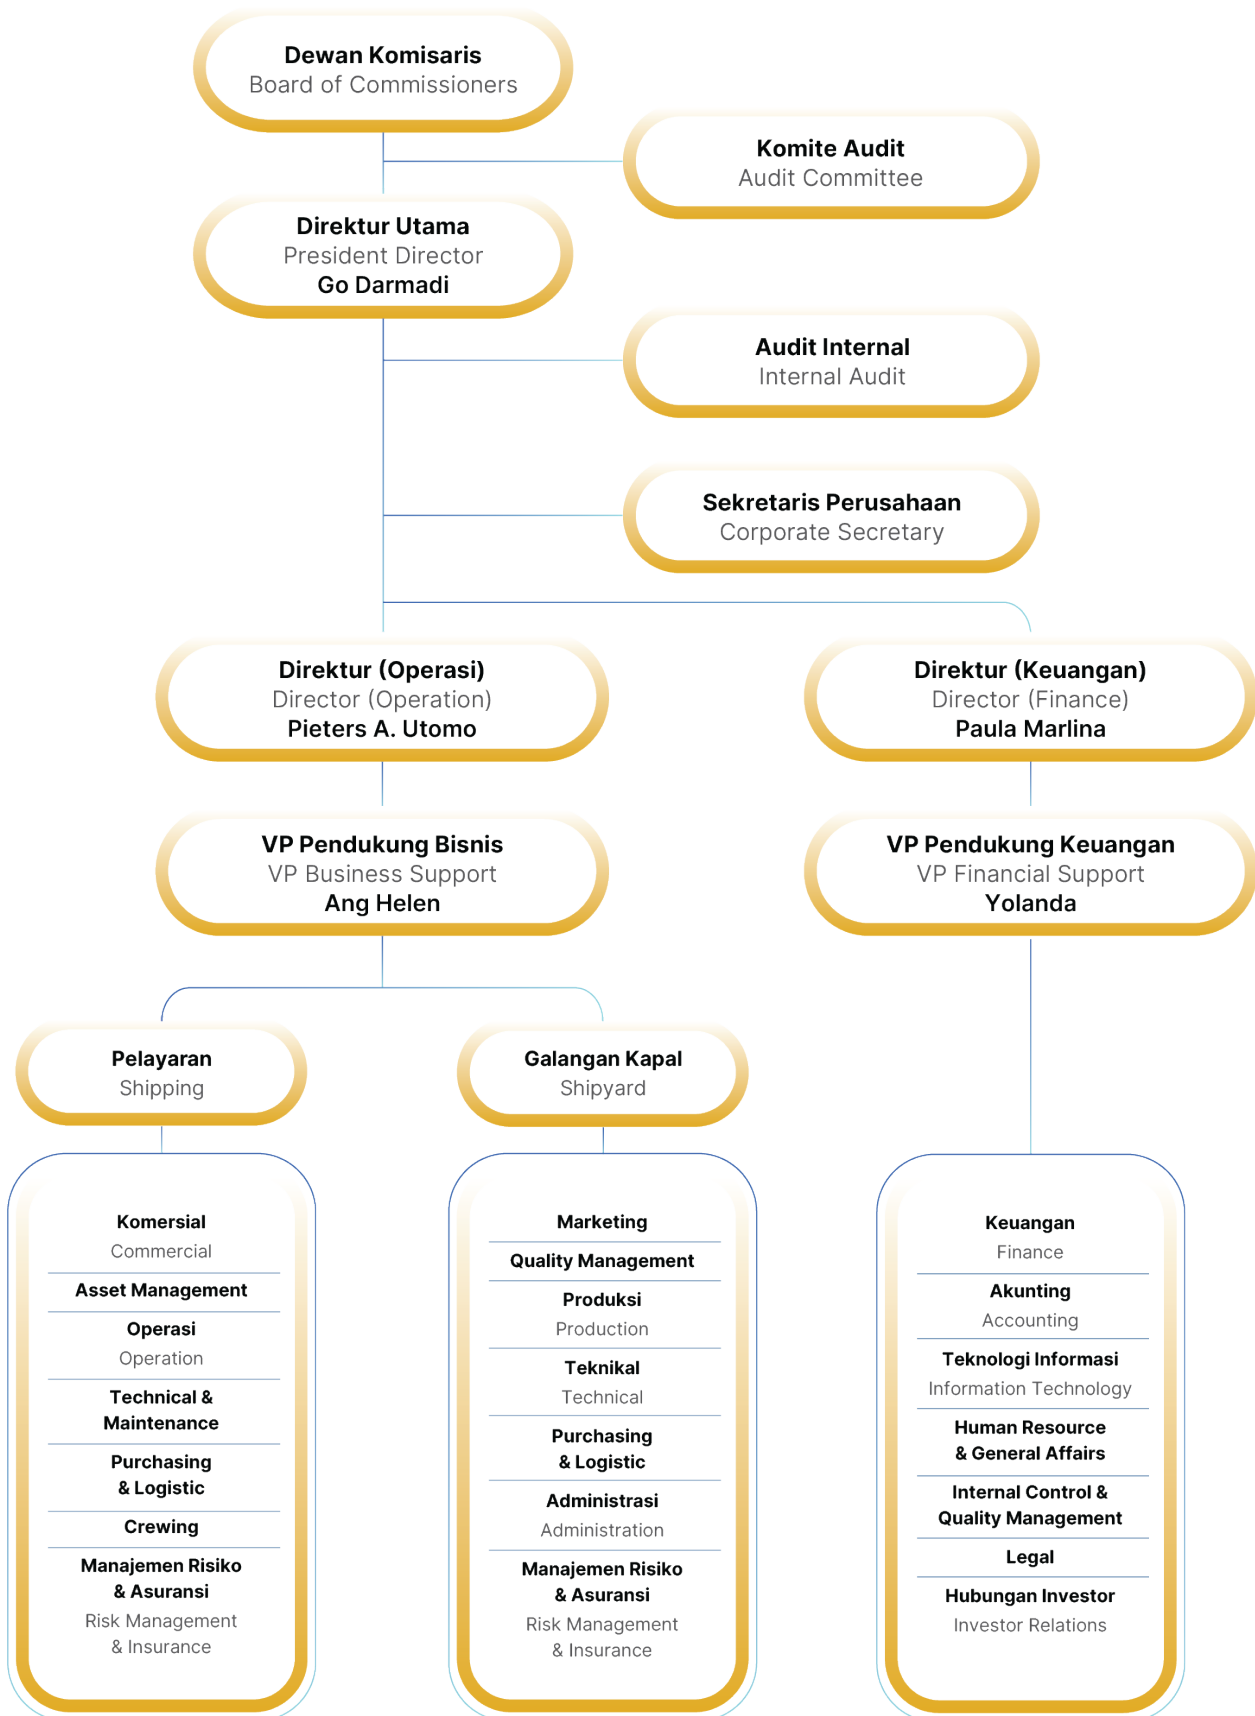 Dewan Komisaris
Board of Commissioners
Komite Audit
Audit Committee
Direktur Utama
President Director
Go Darmadi
Audit Internal
Internal Audit
Sekretaris Perusahaan
Corporate Secretary
Direktur (Operasi)
Director (Operation)
Pieters A. Utomo
Direktur (Keuangan)
Director (Finance)
Paula Marlina
VP Pendukung Bisnis
VP Business Support
Ang Helen
VP Pendukung Keuangan
VP Financial Support
Yolanda
Pelayaran
Shipping
Galangan Kapal
Shipyard
Komersial
Commercial
Asset Management
Operasi
Operation
Technical &
Maintenance
Purchasing
& Logistic
Crewing
Manajemen Risiko
& Asuransi
Risk Management
& Insurance
Marketing
Quality Management
Produksi
Production
Teknikal
Technical
Purchasing
& Logistic
Administrasi
Administration
Manajemen Risiko
& Asuransi
Risk Management
& Insurance
Keuangan
Finance
Akunting
Accounting
Teknologi Informasi
Information Technology
Human Resource
& General Affairs
Internal Control &
Quality Management
Legal
Hubungan Investor
Investor Relations